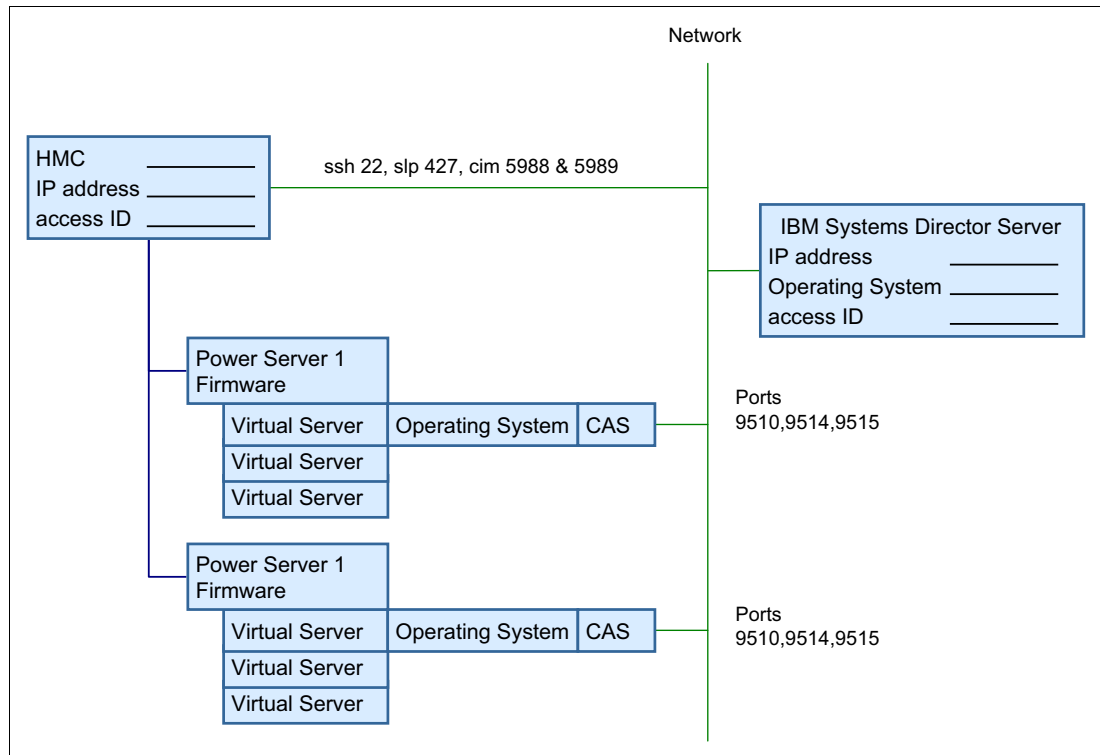 Network
HMC
IP address
access ID
ssh 22, slp 427, cim 5988 & 5989
IBM Systems Director Server
IP address
Operating System
access ID
Power Server 1
Firmware
Virtual Server Operating System CAS
Virtual Server
Virtual Server
Ports
9510,9514,9515
Power Server 1
Firmware
Virtual Server Operating System CAS
Virtual Server
Virtual Server
Ports
9510,9514,9515